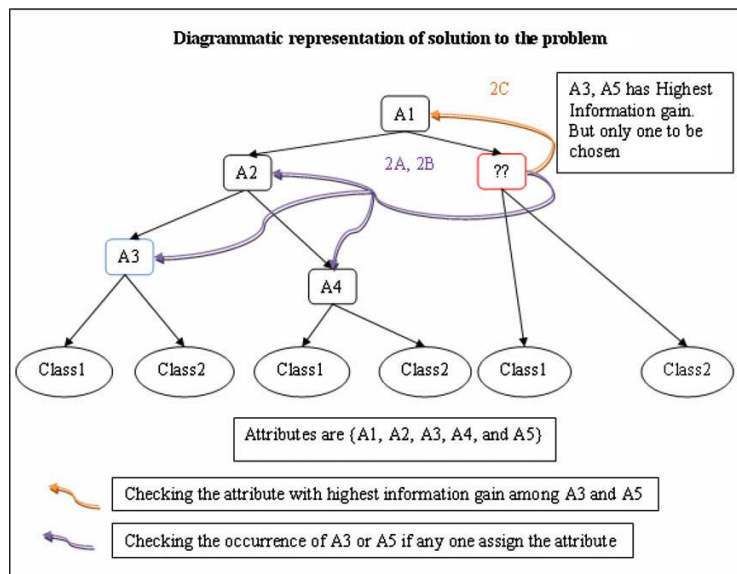 Diagrammatic representation of solution to the problem
2C
A3, A5 has Highest
Information gain.
But only one to be
chosen
A1
2A, 2B
A2
??
A3
A4
Class1
Class2
Class1
Class2
Class1
Class2
Attributes are {A1, A2, A3, A4, and A5}
Checking the attribute with highest information gain among A3 and A5
Checking the occurrence of A3 or A5 if any one assign the attribute